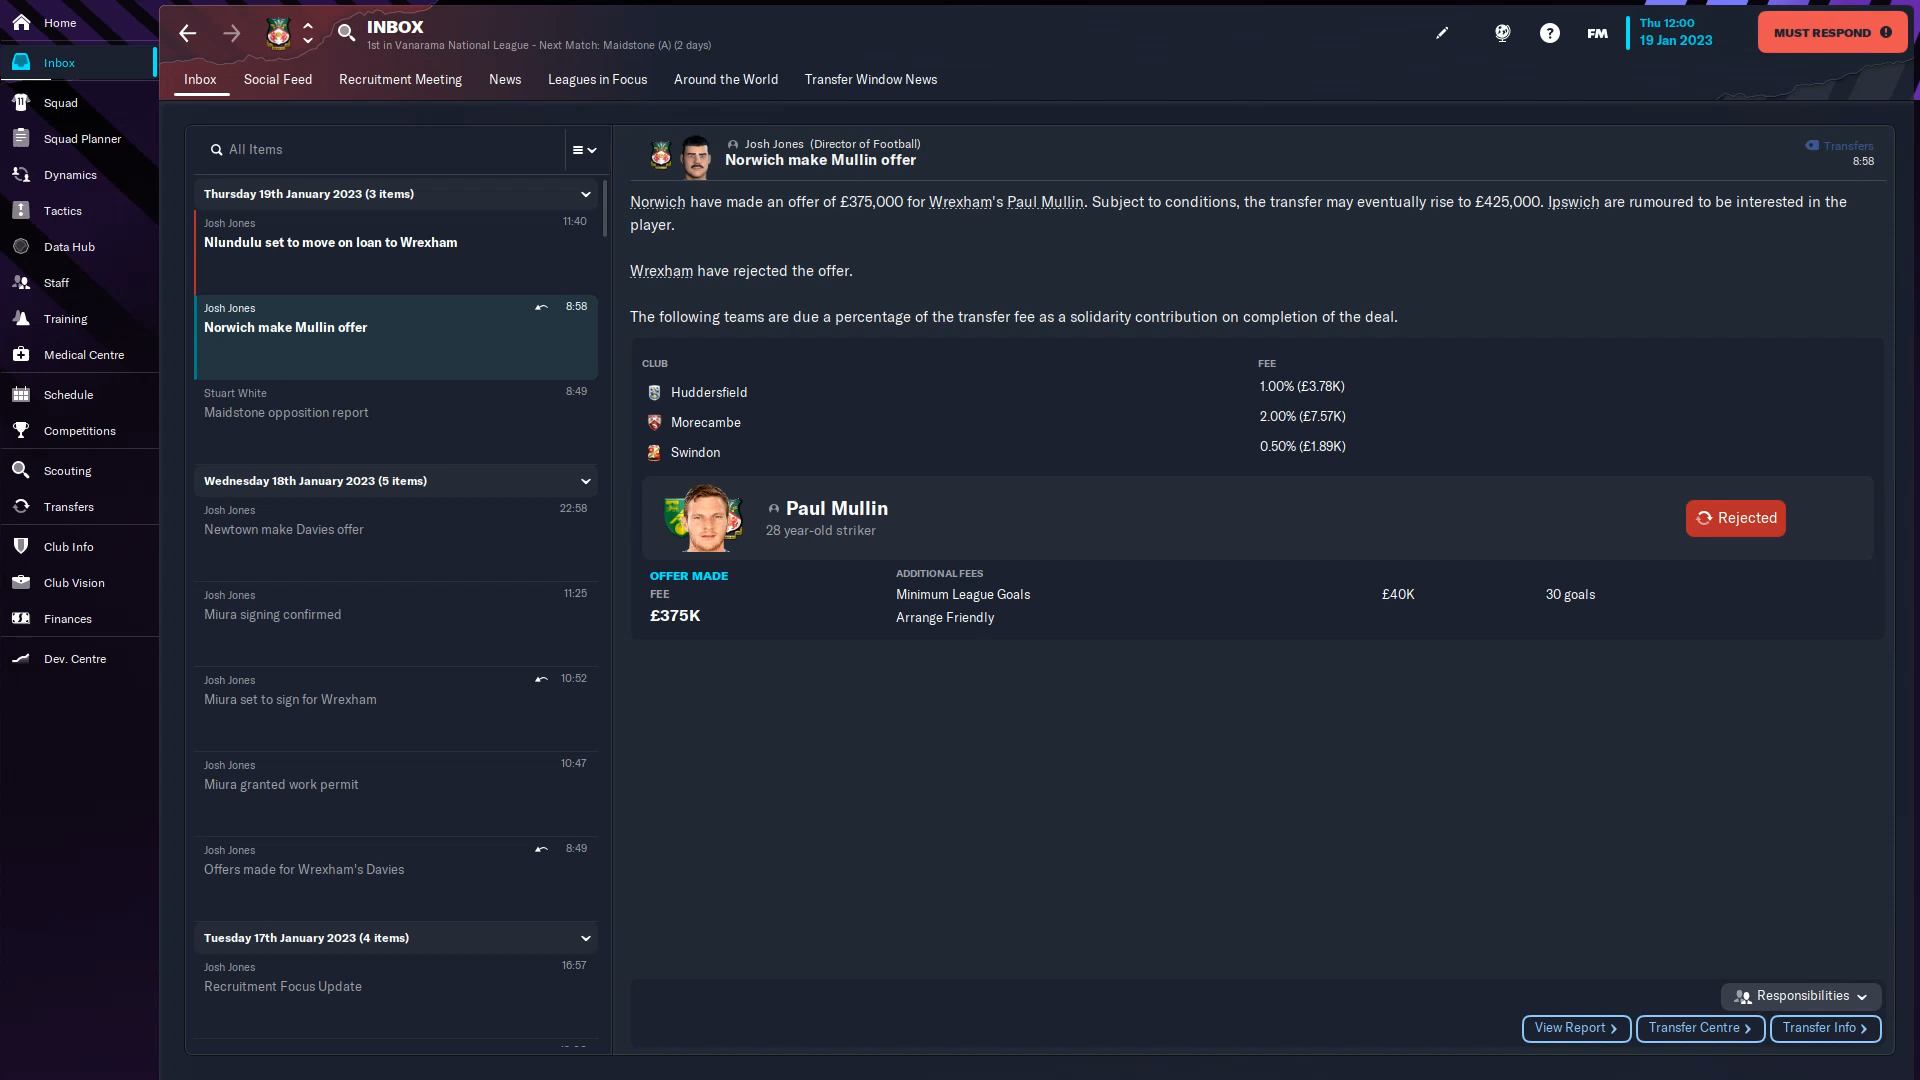 Home
Inbox
Squad
Squad Planner
Dynamics
Tactics
Data Hub
Staff
Training
Medical Centre
Schedule
Competitions
Scouting
Transfers
Club Info
Club Vision
Finances
Dev. Centre
INBOX
1st in Vanarama National League - Next Match: Maidstone (A) (2 days)
FM
Thu 12:00
19 Jan 2023
MUST RESPOND
Inbox Social Feed Recruitment Meeting News Leagues in Focus Around the World Transfer Window News
All Items
Thursday 19th January 2023 (3 items)
Josh Jones 11:40
Nlundulu set to move on loan to Wrexham
Josh Jones 8:58
Norwich make Mullin offer
Stuart White 8:49
Maidstone opposition report
Wednesday 18th January 2023 (5 items)
Josh Jones 22:58
Newtown make Davies offer
Josh Jones 11:25
Miura signing confirmed
Josh Jones 10:52
Miura set to sign for Wrexham
Josh Jones 10:47
Miura granted work permit
Josh Jones 8:49
Offers made for Wrexham's Davies
Tuesday 17th January 2023 (4 items)
Josh Jones 16:57
Recruitment Focus Update
Josh Jones (Director of Football)
Norwich make Mullin offer
Transfers
8:58
Norwich have made an offer of £375,000 for Wrexham's Paul Mullin. Subject to conditions, the transfer may eventually rise to £425,000. Ipswich are rumoured to be interested in the
player.
Wrexham have rejected the offer.
The following teams are due a percentage of the transfer fee as a solidarity contribution on completion of the deal.
CLUB FEE
Huddersfield 1.00% (£3.78K)
Morecambe 2.00% (£7.57K)
Swindon 0.50% (£1.89K)
Paul Mullin
28 year-old striker
Rejected
OFFER MADE
FEE
£375K
ADDITIONAL FEES
Minimum League Goals £40K 30 goals
Arrange Friendly
Responsibilities
View Report Transfer Centre Transfer Info